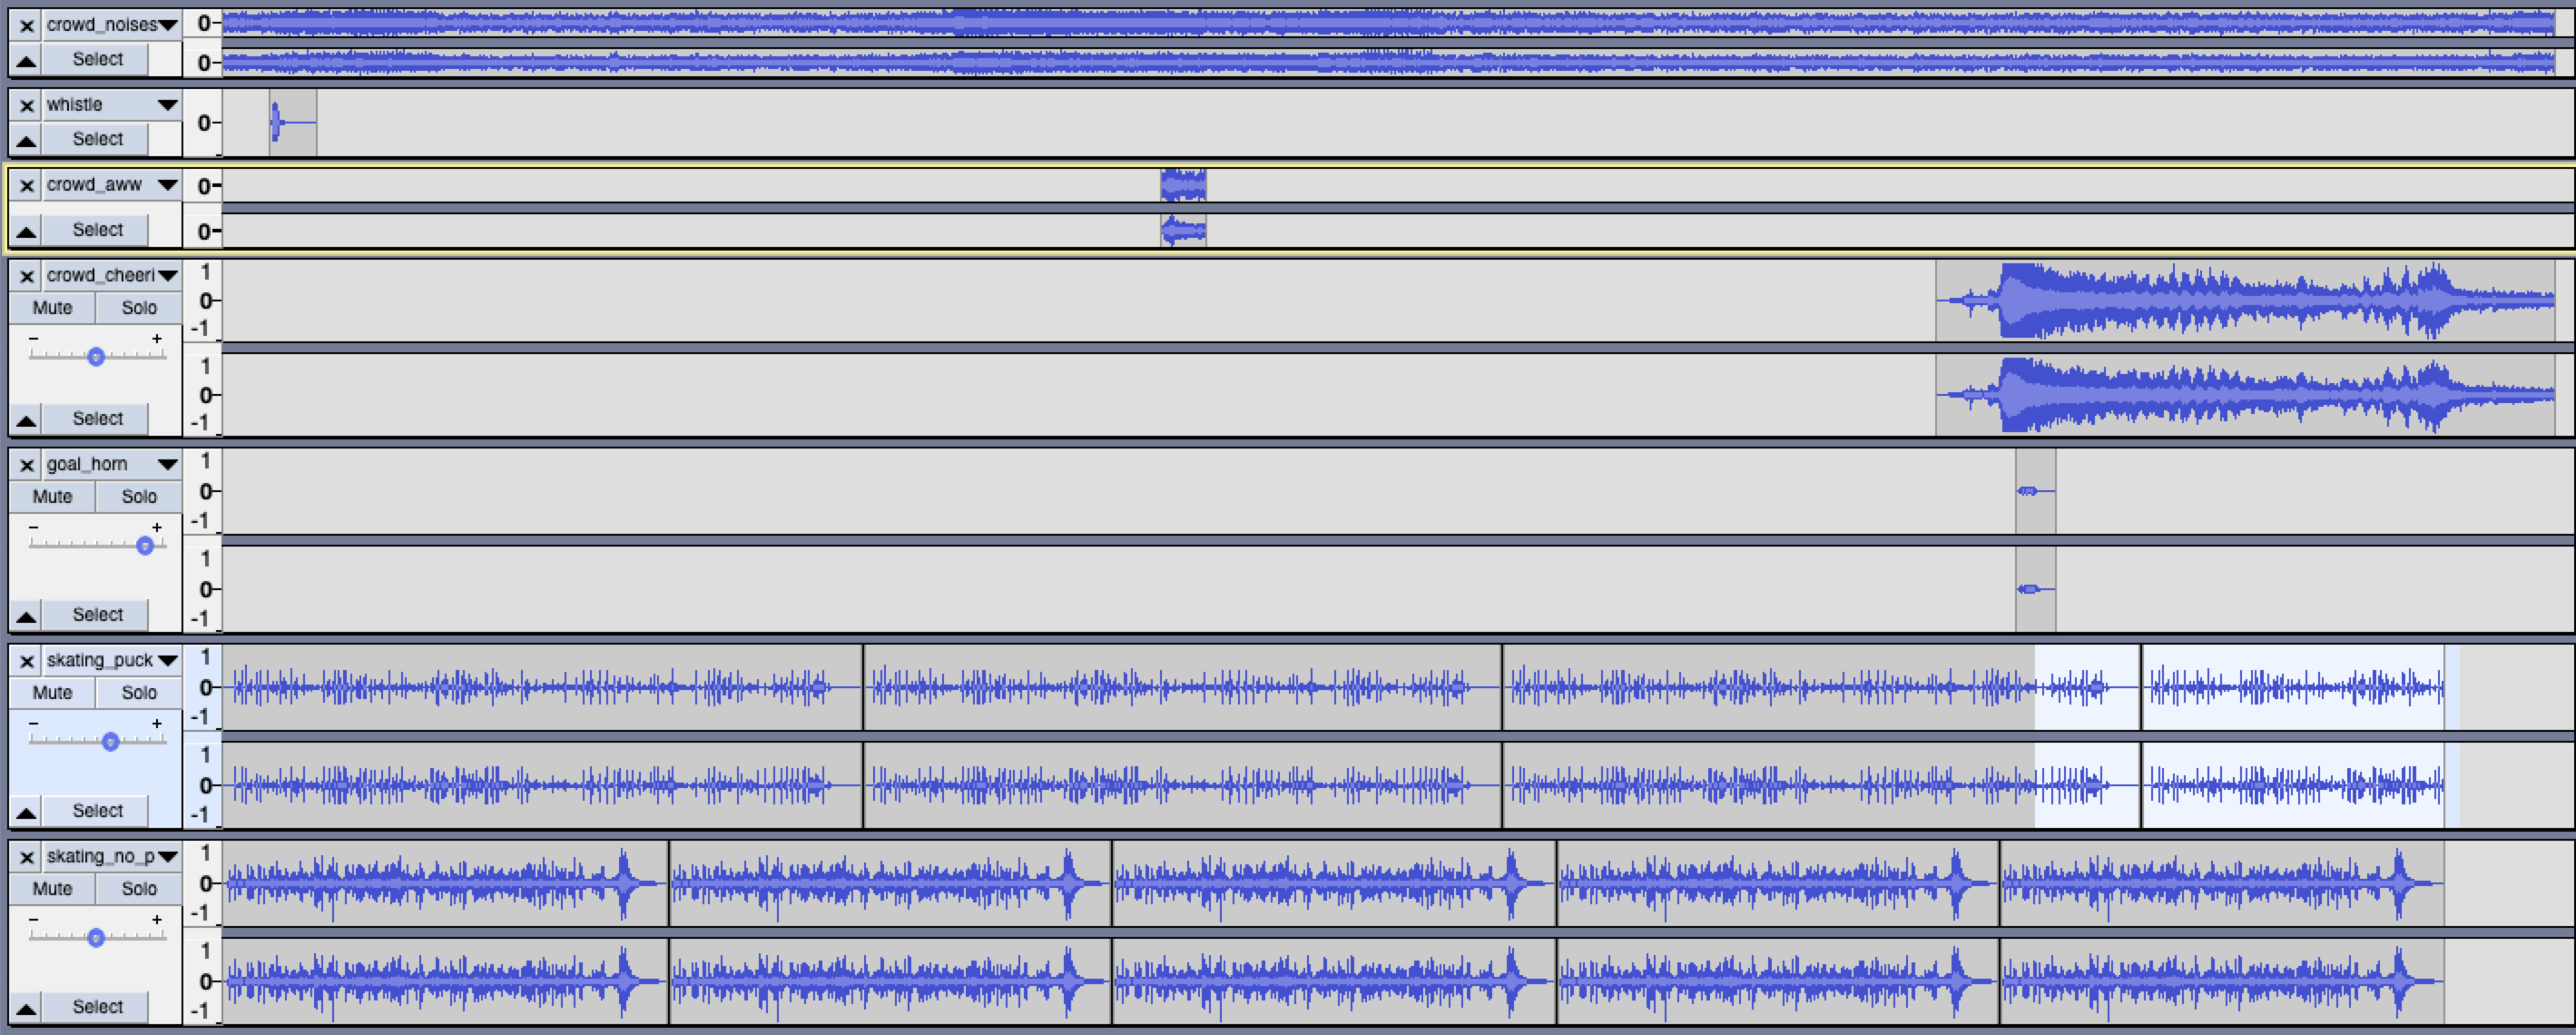 crowd_noises
0-
Select
0-
whistle
0-
Select
crowd_aww
0-
Select
0-
crowd_cheeri
1
Mute Solo
0-
-1
- +
1
0-
Select
-1
goal_horn
1
Mute Solo
0-
-1
- +
1
0-
Select
-1
skating_puck
1
Mute Solo
0-
-1
- +
1
0-
Select
-1
skating_no_p
1
Mute Solo
0-
-1
- +
1
0-
Select
-1